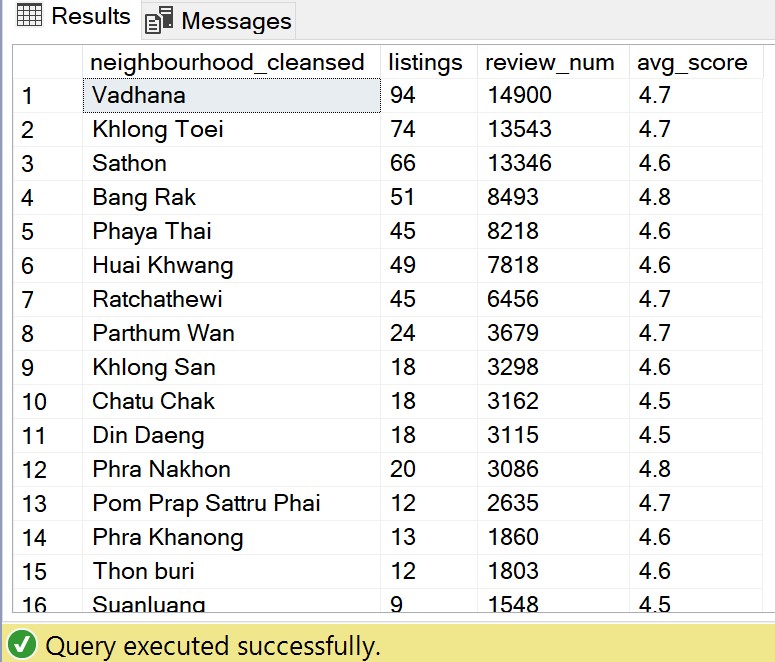 Results Messages
neighbourhood_cleansed listings review_num avg_score
1 Vadhana 94 14900 4.7
2 Khlong Toei 74 13543 4.7
3 Sathon 66 13346 4.6
4 Bang Rak 51 8493 4.8
5 Phaya Thai 45 8218 4.6
6 Huai Khwang 49 7818 4.6
7 Ratchathewi 45 6456 4.7
8 Parthum Wan 24 3679 4.7
9 Khlong San 18 3298 4.6
10 Chatu Chak 18 3162 4.5
11 Din Daeng 18 3115 4.5
12 Phra Nakhon 20 3086 4.8
13 Pom Prap Sattru Phai 12 2635 4.7
14 Phra Khanong 13 1860 4.6
15 Thon buri 12 1803 4.6
16 Suanluang 9 1548 4.5
Query executed successfully.